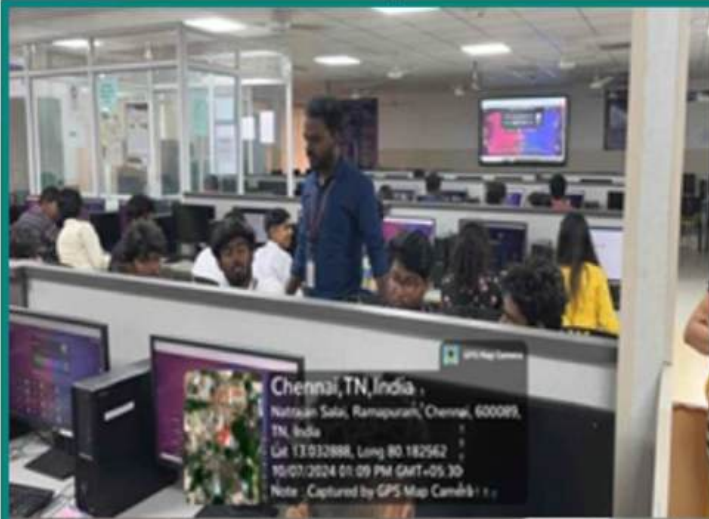 GPS Map Camera
Chennai,TN,India
Natraj Salai, Ramapuram, Chennai, 600089,
TN, India
Lat 13.032888, Long 80.182562
10/07/2024 01:09 PM GMT+05:30
Note : Captured by GPS Map Camera